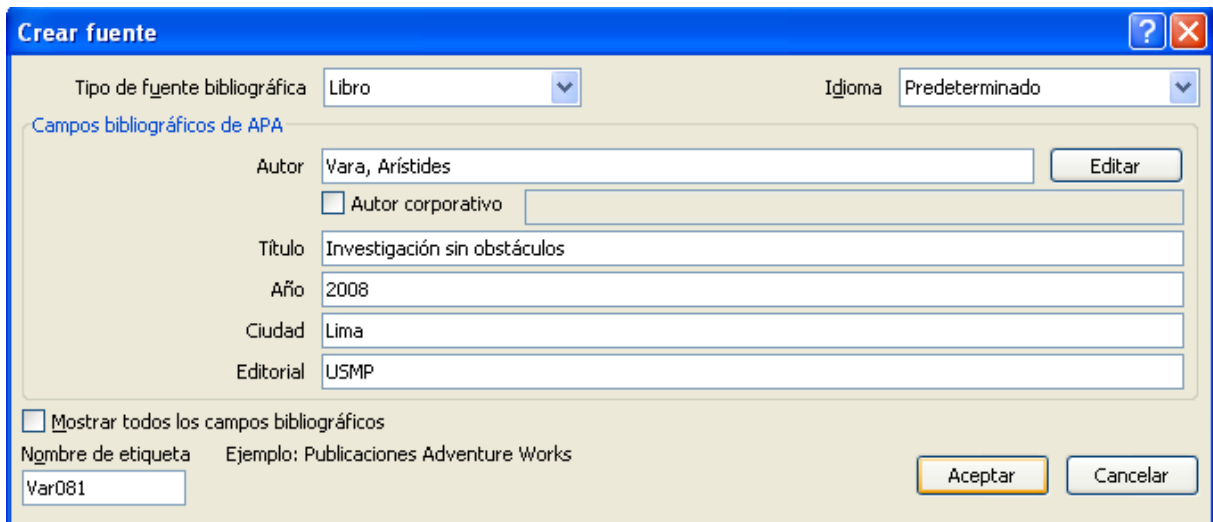 Crear fuente
Tipo de fuente bibliográfica Libro Idioma Predeterminado
Campos bibliográficos de APA
Autor Vara, Arístides Editar
Autor corporativo
Título Investigación sin obstáculos
Año 2008
Ciudad Lima
Editorial USMP
Mostrar todos los campos bibliográficos
Nombre de etiqueta Ejemplo: Publicaciones Adventure Works
Var081 Aceptar Cancelar